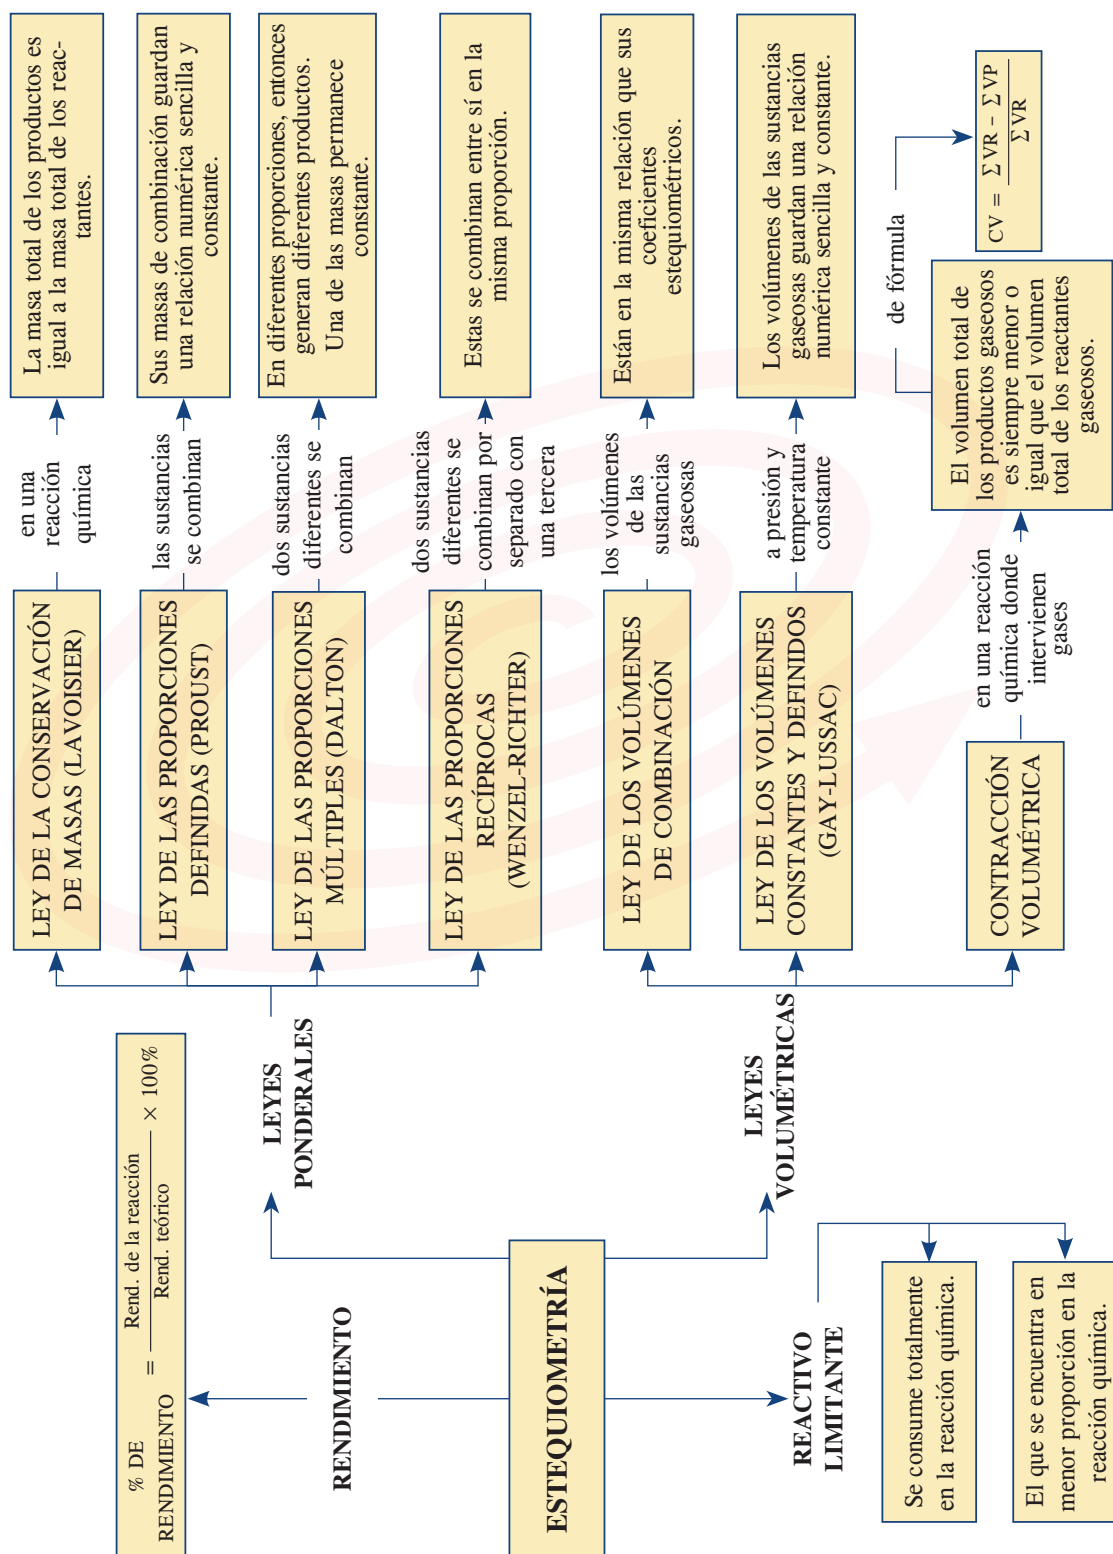 ESTEQUIOMETRÍA
RENDIMIENTO
% DE
RENDIMIENTO
=
Rend. de la reacción
Rend. teórico
× 100%
LEYES
PONDERALES
LEY DE LA CONSERVACIÓN
DE MASAS (LAVOISIER)
en una
reacción
química
La masa total de los productos es
igual a la masa total de los reac-
tantes.
LEY DE LAS PROPORCIONES
DEFINIDAS (PROUST)
las sustancias
se combinan
Sus masas de combinación guardan
una relación numérica sencilla y
constante.
LEY DE LAS PROPORCIONES
MÚLTIPLES (DALTON)
dos sustancias
diferentes se
combinan
En diferentes proporciones, entonces
generan diferentes productos.
Una de las masas permanece
constante.
LEY DE LAS PROPORCIONES
RECÍPROCAS
(WENZEL-RICHTER)
dos sustancias
diferentes se
combinan por
separado con
una tercera
Estas se combinan entre sí en la
misma proporción.
LEYES
VOLUMÉTRICAS
LEY DE LOS VOLÚMENES
DE COMBINACIÓN
los volúmenes
de las
sustancias
gaseosas
Están en la misma relación que sus
coeficientes
estequiométricos.
LEY DE LOS VOLÚMENES
CONSTANTES Y DEFINIDOS
(GAY-LUSSAC)
a presión y
temperatura
constante
Los volúmenes de las sustancias
gaseosas guardan una relación
numérica sencilla y constante.
CONTRACCIÓN
VOLUMÉTRICA
en una reacción
química donde
intervienen
gases
El volumen total de
los productos gaseosos
es siempre menor o
igual que el volumen
total de los reactantes
gaseosos.
de fórmula
CV = ΣVR – ΣVP
ΣVR
REACTIVO
LIMITANTE
Se consume totalmente
en la reacción química.
El que se encuentra en
menor proporción en la
reacción química.